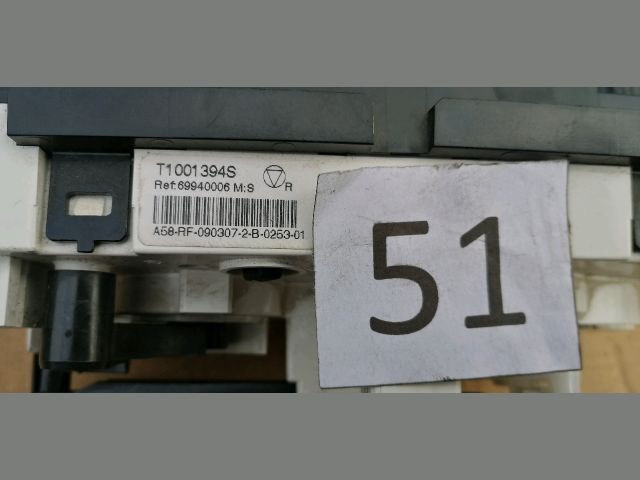 T1001394S
Ref:69940006 M:S
R
A58-RF-090307-2-B-0253-01
51